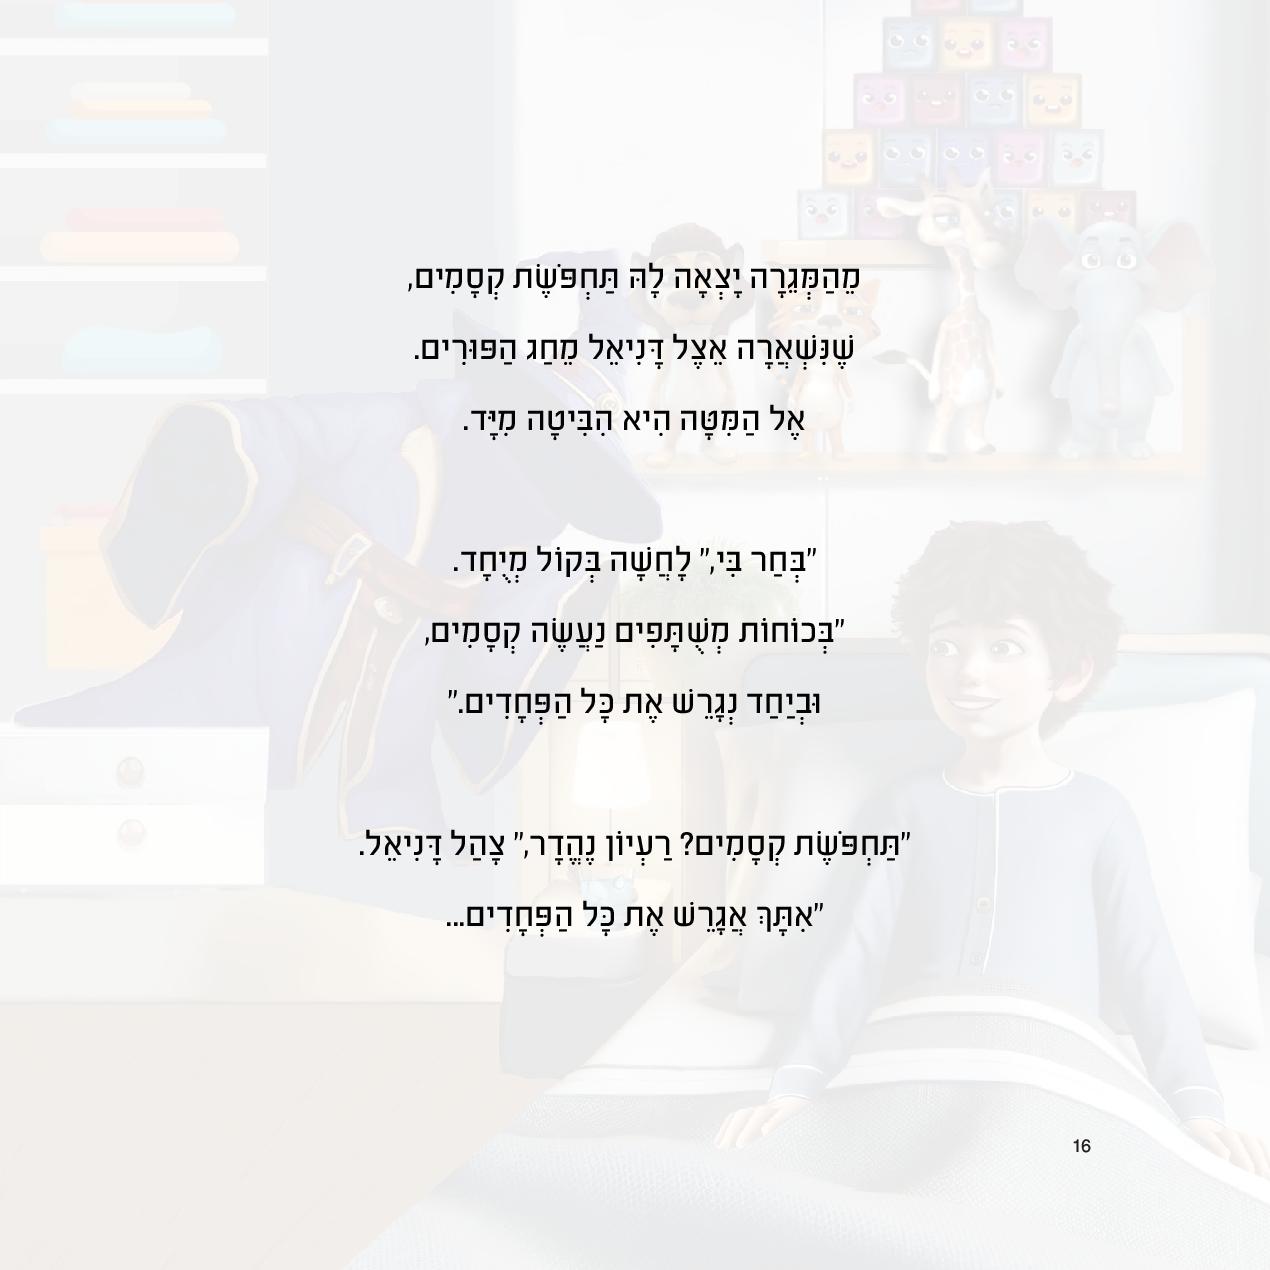 מֵהַמְּגֵרָה יָצְאָה לָהּ תַּחְפֹּשֶׂת קְסָמִים,
שֶׁנִּשְׁאֲרָה אֵצֶל דָּנִיאֵל מֵחַג הַפּוּרִים.
אֶל הַמִּטָּה הִיא הִבִּיטָה מִיָּד.
"בְּחַר בִּי," לָחֲשָׁה בְּקוֹל מְיֻחָד.
"בְּכוֹחוֹת מְשֻׁתָּפִים נַעֲשֶׂה קְסָמִים,
וּבְיַחַד נְגָרֵשׁ אֶת כָּל הַפְּחָדִים."
"תַּחְפֹּשֶׂת קְסָמִים? רַעְיוֹן נֶהֱדָר," צָהַל דָּנִיאֵל.
"אִתָּךְ אֲגָרֵשׁ אֶת כָּל הַפְּחָדִים...
16